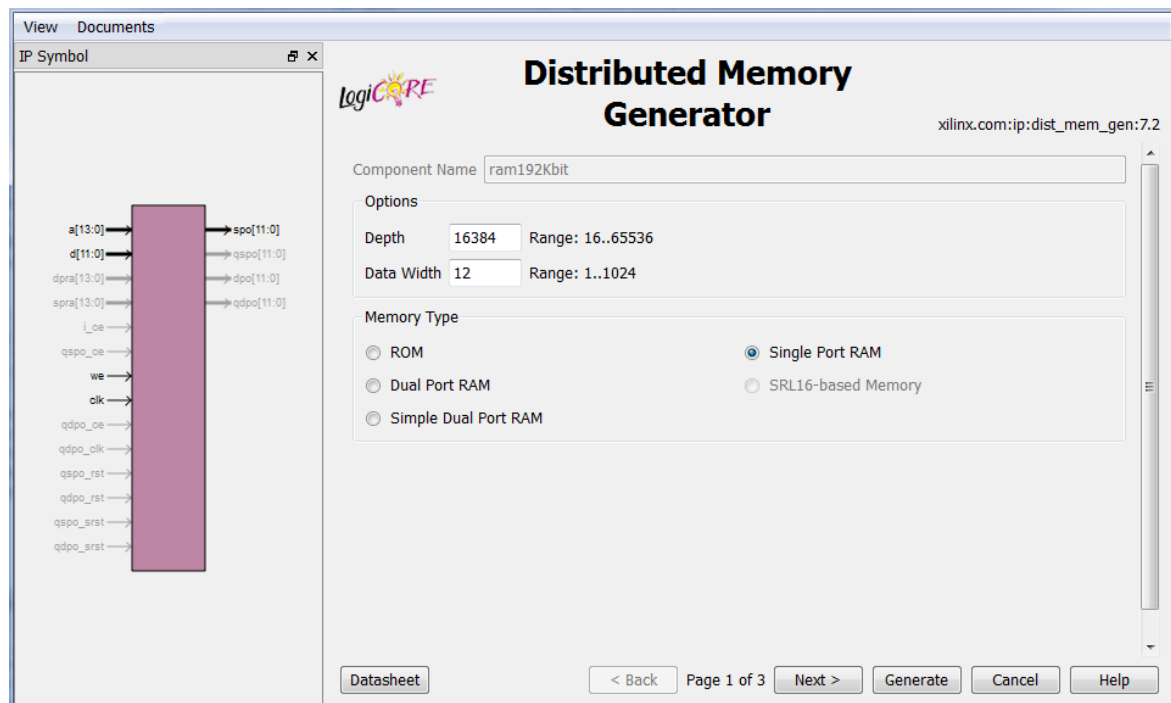 View Documents
IP Symbol
LogiCORE
Distributed Memory
Generator
xilinx.com:ip:dist_mem_gen:7.2
Component Name ram192Kbit
Options
Depth 16384 Range: 16..65536
Data Width 12 Range: 1..1024
Memory Type
ROM Single Port RAM
Dual Port RAM SRL16-based Memory
Simple Dual Port RAM
a[13:0] spo[11:0]
d[11:0] qspo[11:0]
dpra[13:0] dpo[11:0]
spra[13:0] qdpo[11:0]
i_ce
qspo_ce
we
clk
qdpo_ce
qdpo_clk
qspo_rst
qdpo_rst
qspo_srst
qdpo_srst
Datasheet < Back Page 1 of 3 Next > Generate Cancel Help